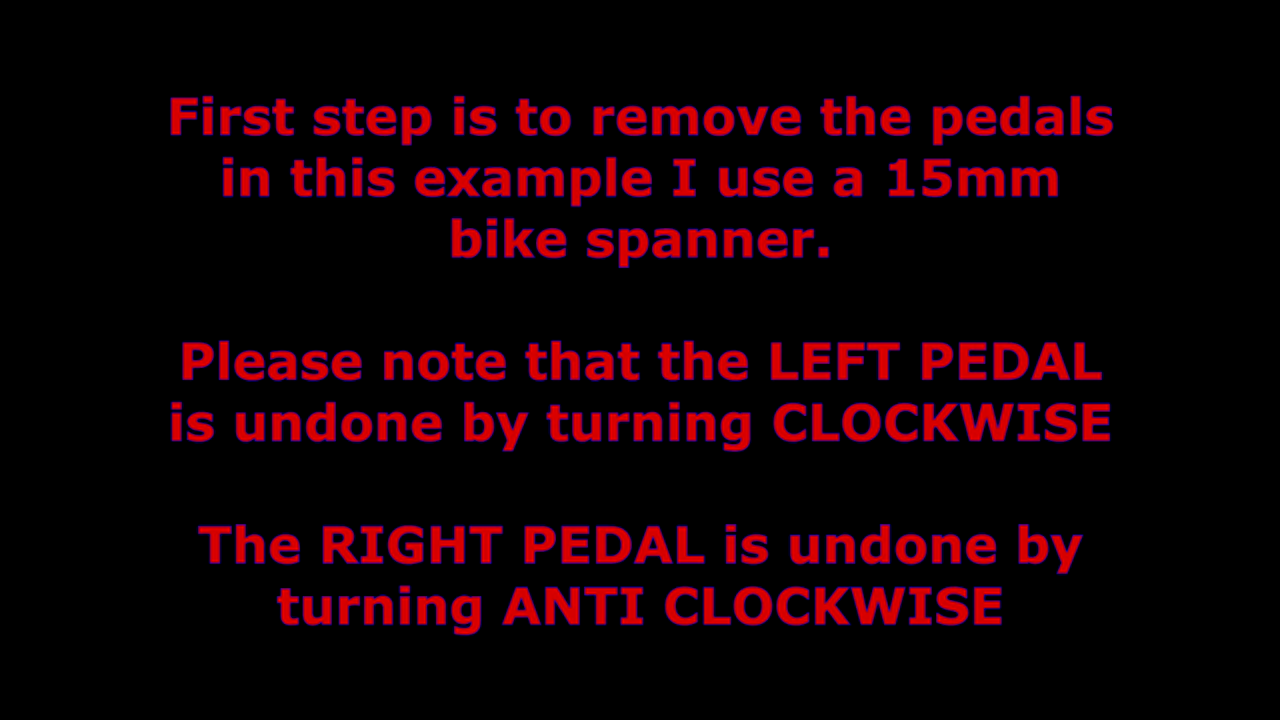 First step is to remove the pedals
in this example I use a 15mm
bike spanner.
Please note that the LEFT PEDAL
is undone by turning CLOCKWISE
The RIGHT PEDAL is undone by
turning ANTI CLOCKWISE